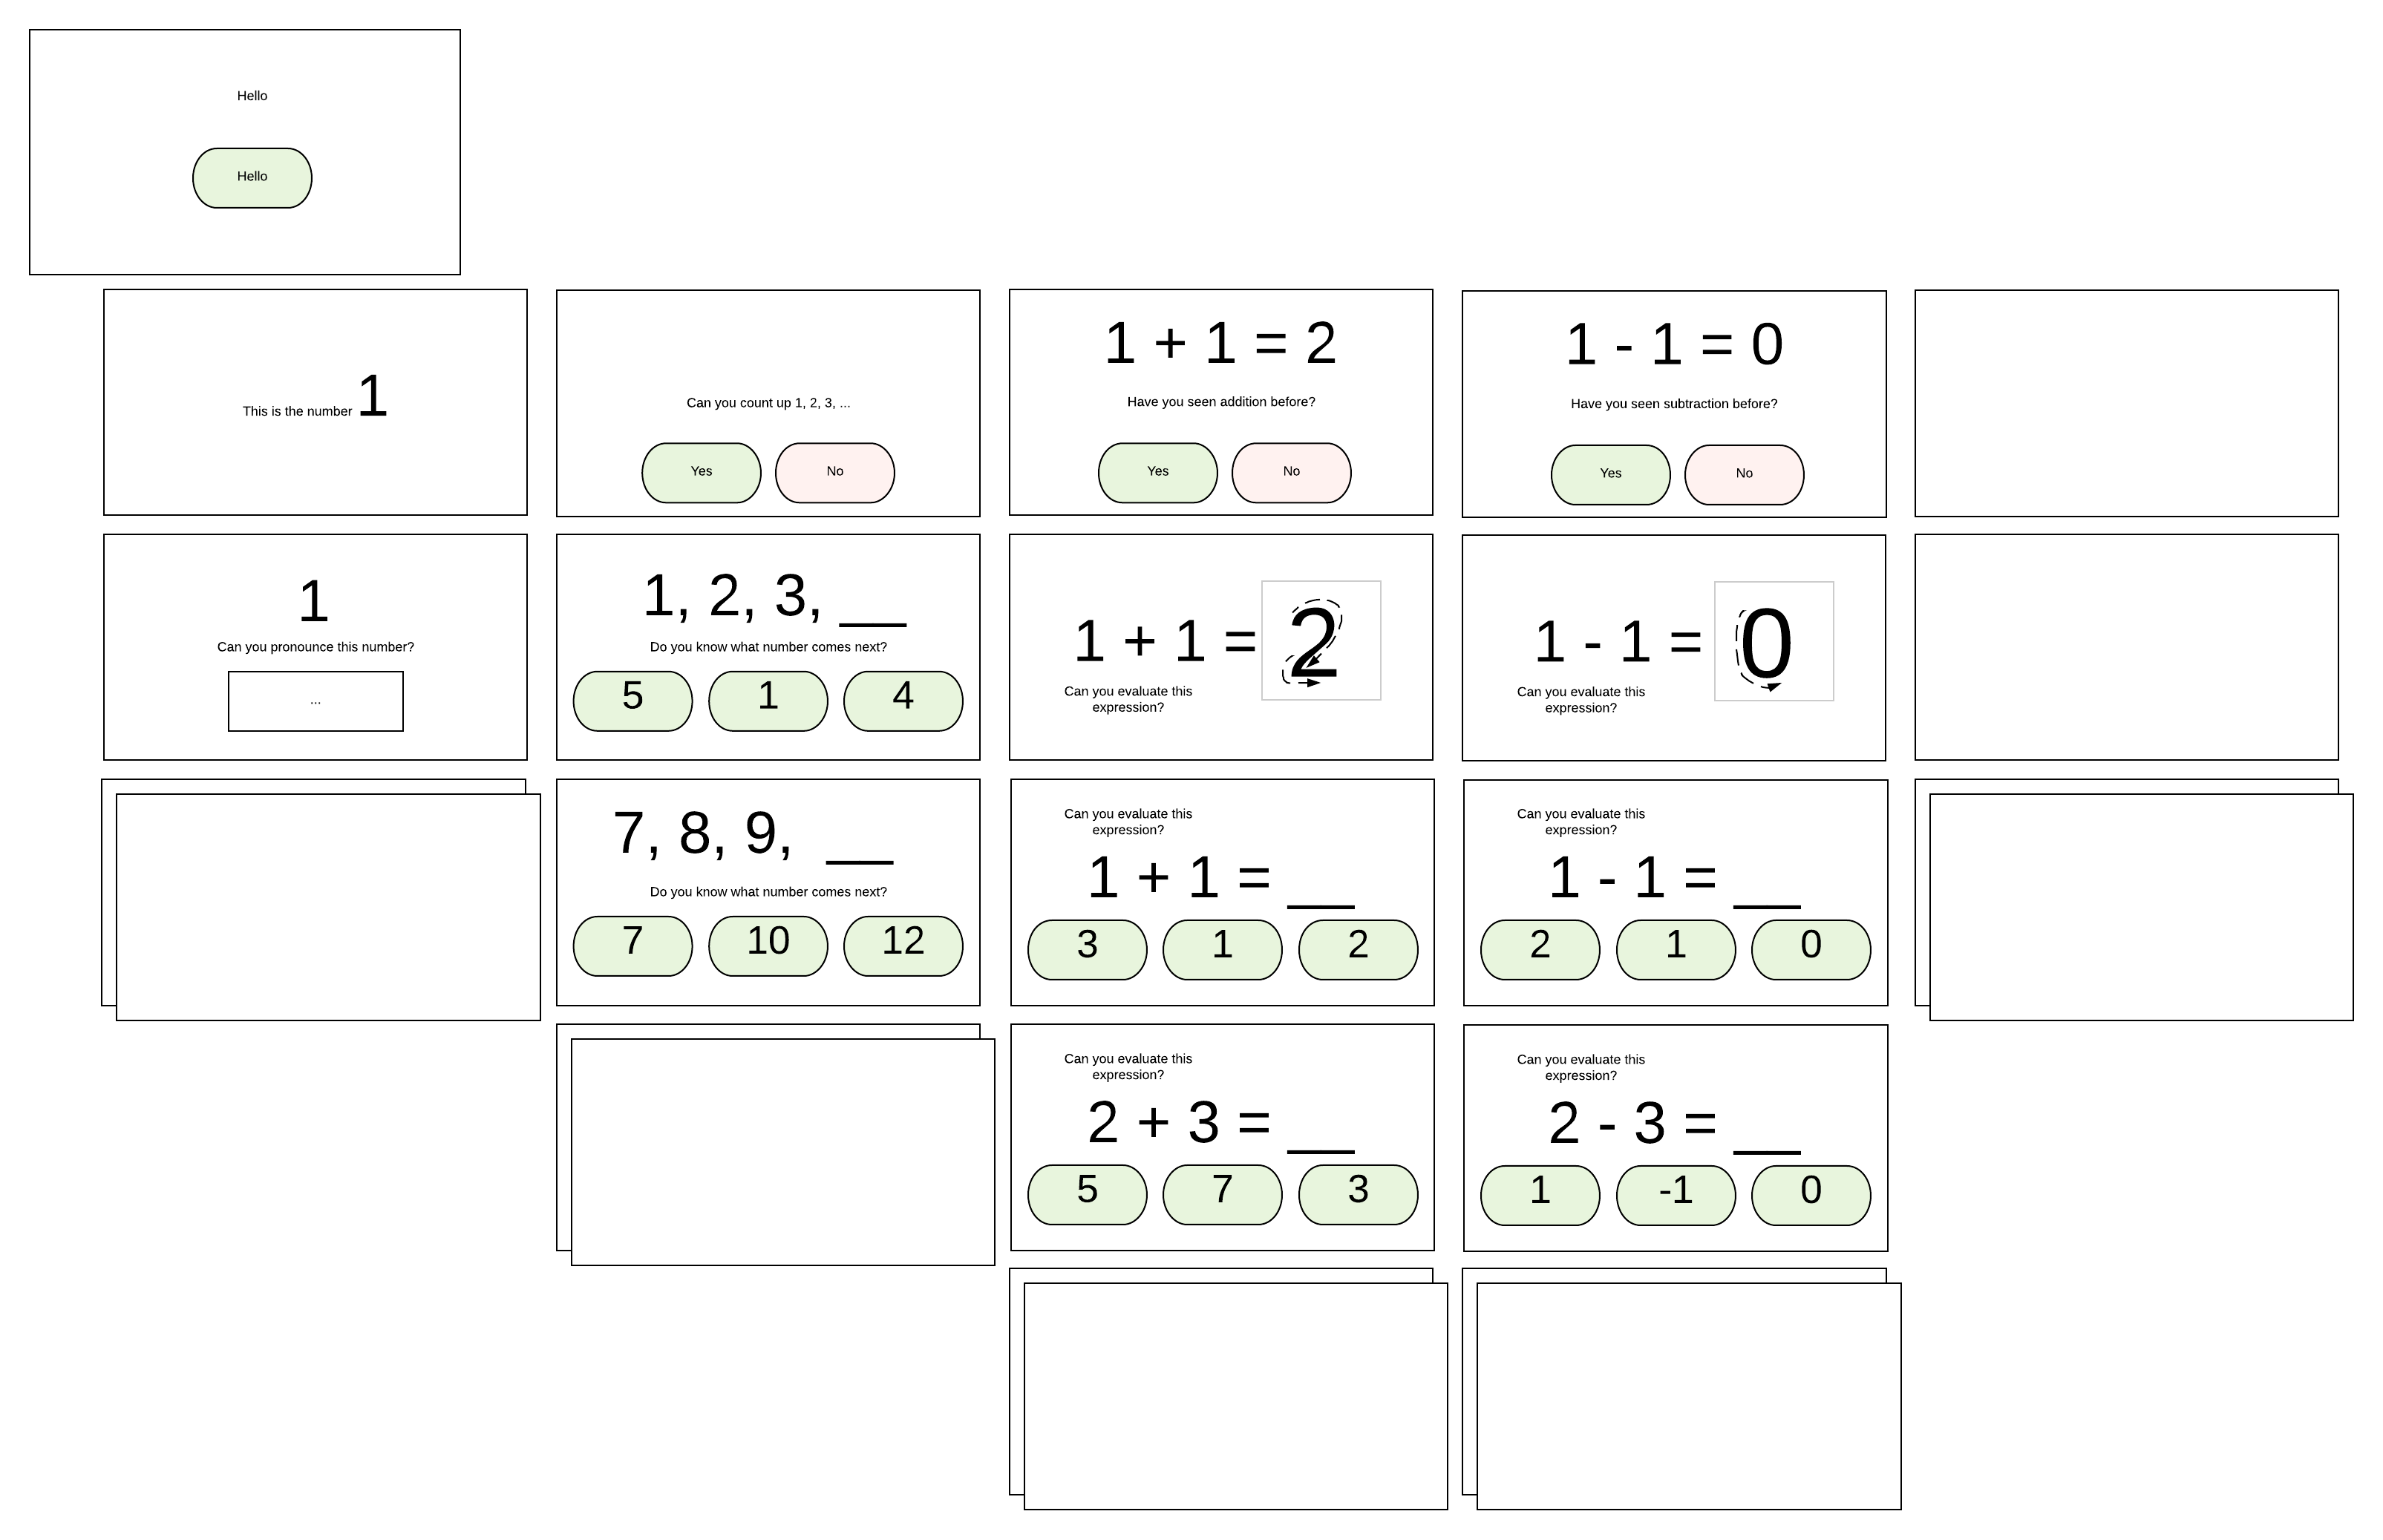 Hello
Hello
This is the number 1
Can you count up 1, 2, 3, ...
Yes
No
1 + 1 = 2
Have you seen addition before?
Yes
No
1 - 1 = 0
Have you seen subtraction before?
Yes
No
1
Can you pronounce this number?
...
1, 2, 3, __
Do you know what number comes next?
5
1
4
1 + 1 = 2
Can you evaluate this
expression?
1 - 1 = 0
Can you evaluate this
expression?
7, 8, 9, __
Do you know what number comes next?
7
10
12
Can you evaluate this
expression?
1 + 1 = __
3
1
2
Can you evaluate this
expression?
1 - 1 = __
2
1
0
Can you evaluate this
expression?
2 + 3 = __
5
7
3
Can you evaluate this
expression?
2 - 3 = __
1
-1
0